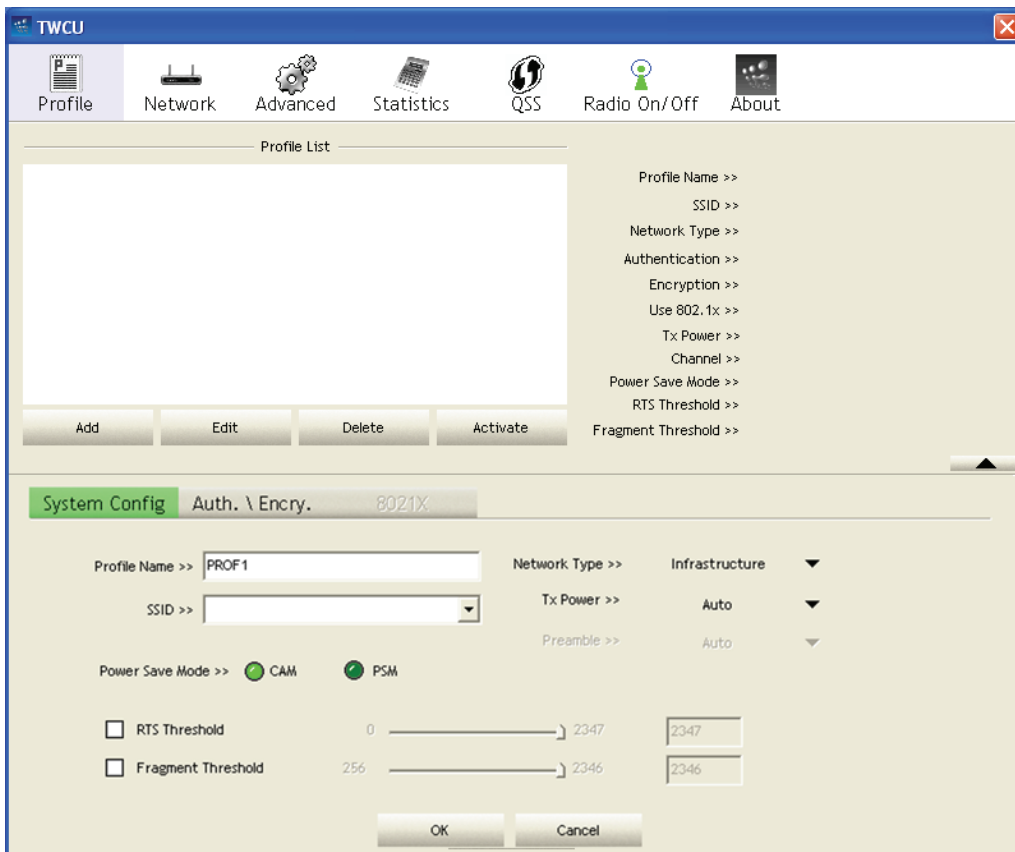 TWCU
Profile Network Advanced Statistics QSS Radio On/Off About
Profile List
Profile Name >>
SSID >>
Network Type >>
Authentication >>
Encryption >>
Use 802.1x >>
Tx Power >>
Channel >>
Power Save Mode >>
RTS Threshold >>
Fragment Threshold >>
Add Edit Delete Activate
System Config Auth. \ Encry. 8021X
Profile Name >> PROF1 Network Type >> Infrastructure
SSID >> Tx Power >> Auto
Preamble >> Auto
Power Save Mode >> CAM PSM
RTS Threshold 0 2347 2347
Fragment Threshold 256 2346 2346
OK Cancel